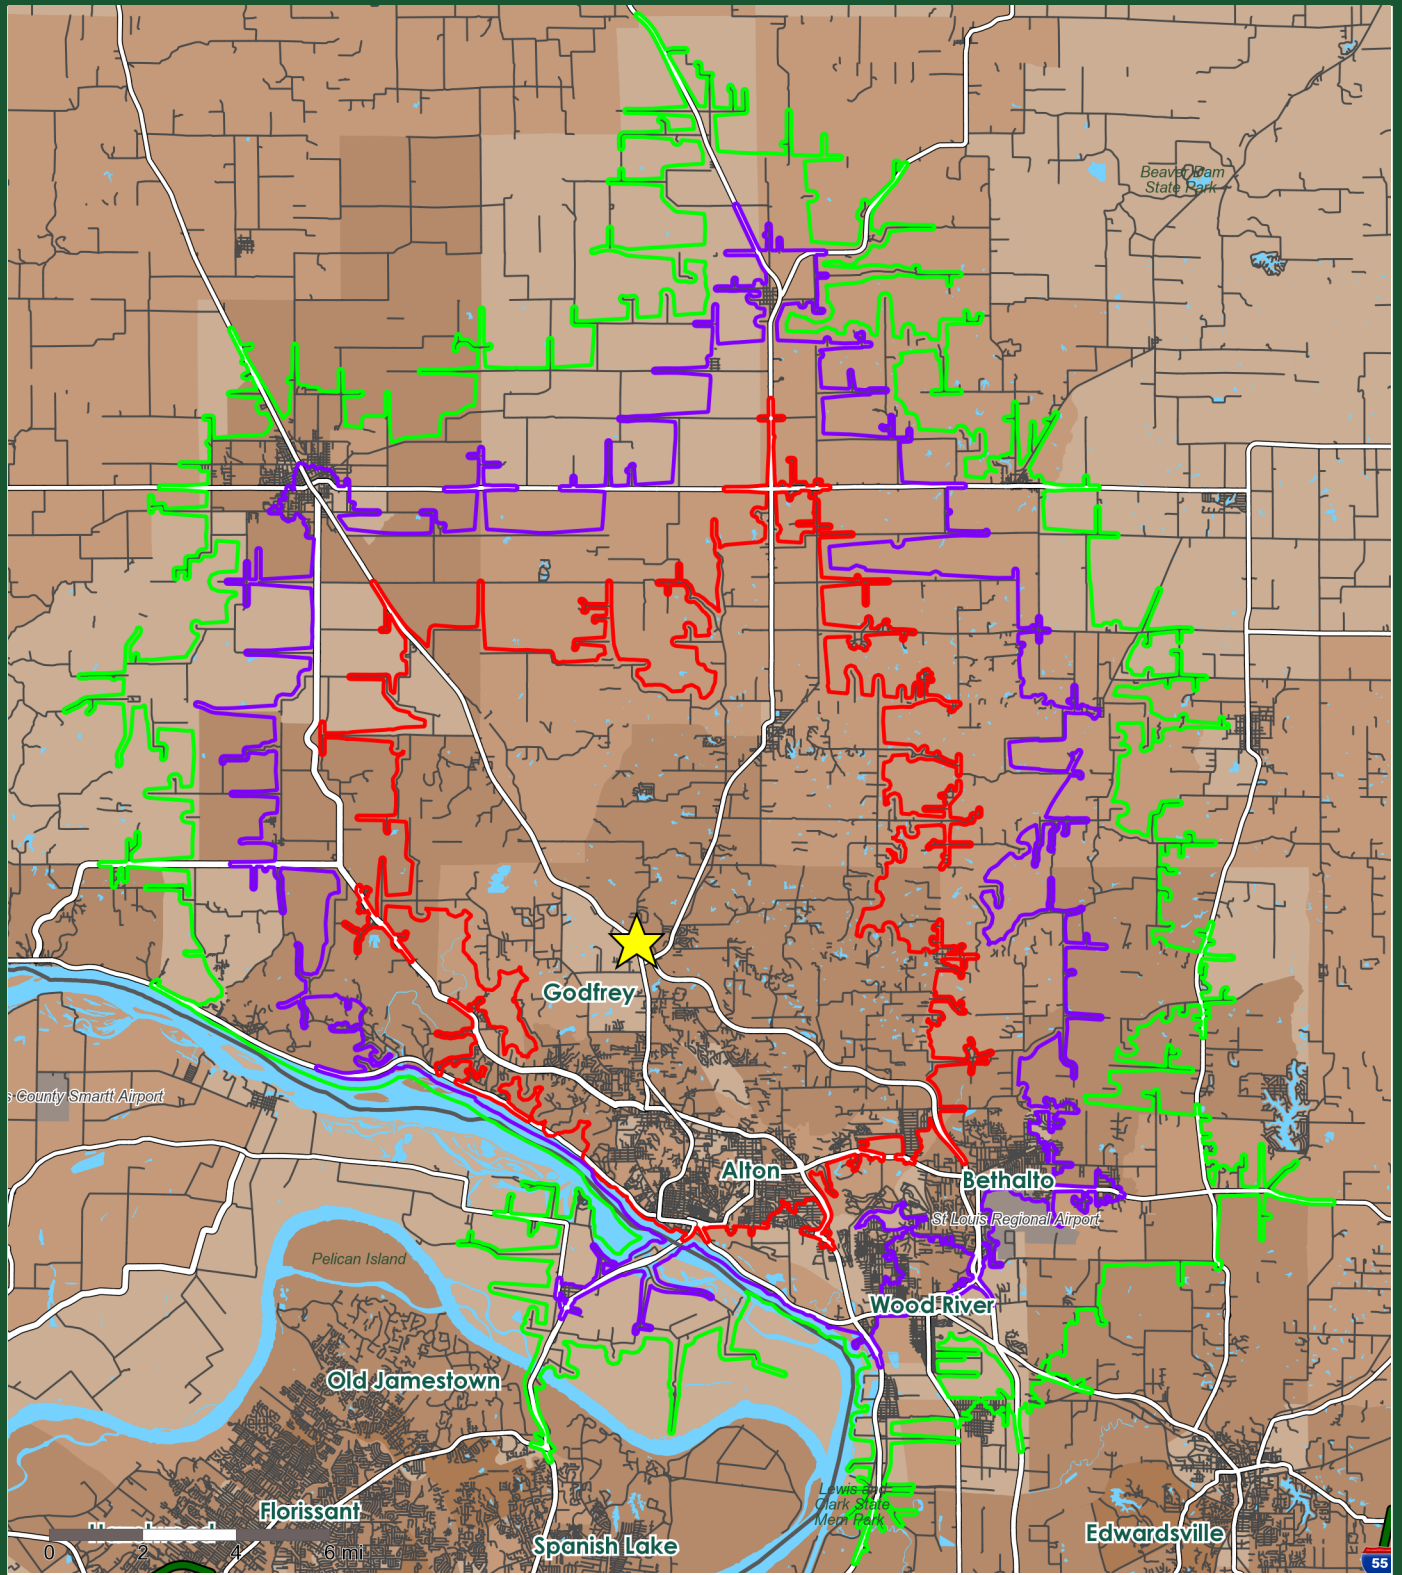 Beaver Dam
State Park
Godfrey
s County Smartt Airport
Alton
Bethalto
St Louis Regional Airport
Pelican Island
Wood River
Old Jamestown
Lewis and
Clark State
Mem Park
Florissant
Edwardsville
Spanish Lake
0 2 4 6 mi
55